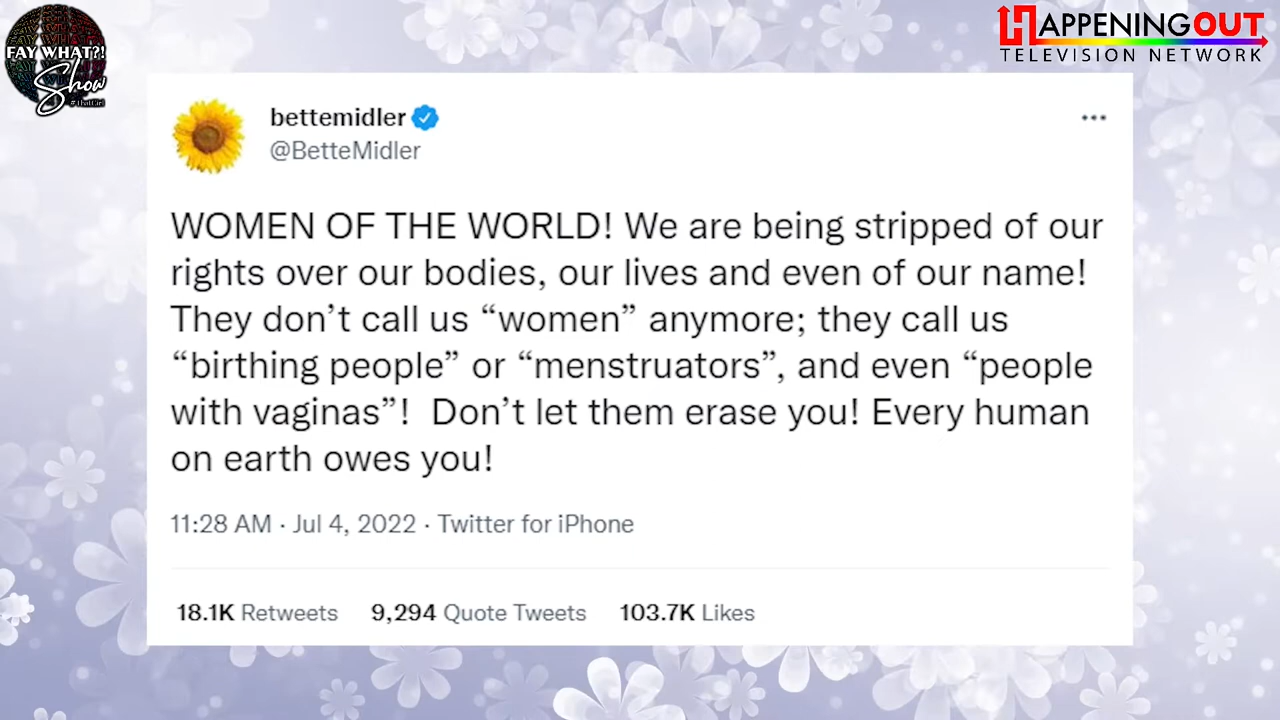 FAY WHAT?!
Show
#ThatGirl
HAPPENINGOUT
TELEVISION NETWORK
bettemidler
@BetteMidler
WOMEN OF THE WORLD! We are being stripped of our
rights over our bodies, our lives and even of our name!
They don’t call us “women” anymore; they call us
“birthing people” or “menstruators”, and even “people
with vaginas”!  Don’t let them erase you! Every human
on earth owes you!
11:28 AM · Jul 4, 2022 · Twitter for iPhone
18.1K Retweets 9,294 Quote Tweets 103.7K Likes